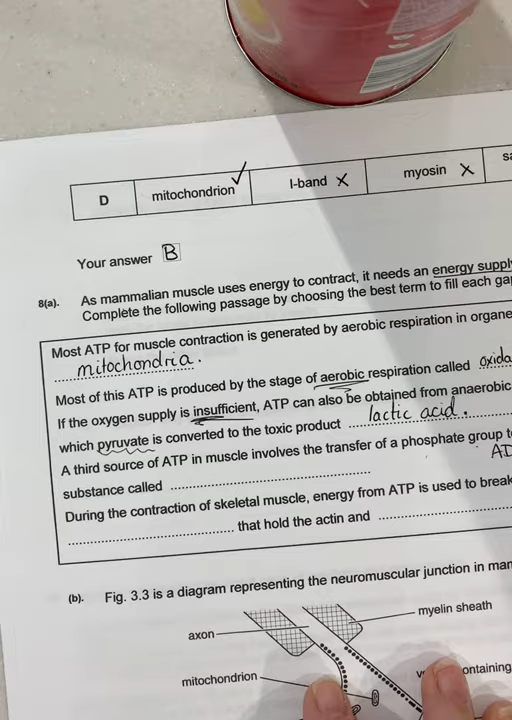 D mitochondrion ✓ I-band X myosin X
Your answer B
8(a). As mammalian muscle uses energy to contract, it needs an energy supply
Complete the following passage by choosing the best term to fill each
Most ATP for muscle contraction is generated by aerobic respiration in
mitochondria.
Most of this ATP is produced by the stage of aerobic respiration called
If the oxygen supply is insufficient, ATP can also be obtained from anaerobic
which pyruvate is converted to the toxic product lactic acid.
A third source of ATP in muscle involves the transfer of a phosphate group
substance called
During the contraction of skeletal muscle, energy from ATP is used to
that hold the actin and
(b). Fig. 3.3 is a diagram representing the neuromuscular junction in
axon
myelin sheath
mitochondrion